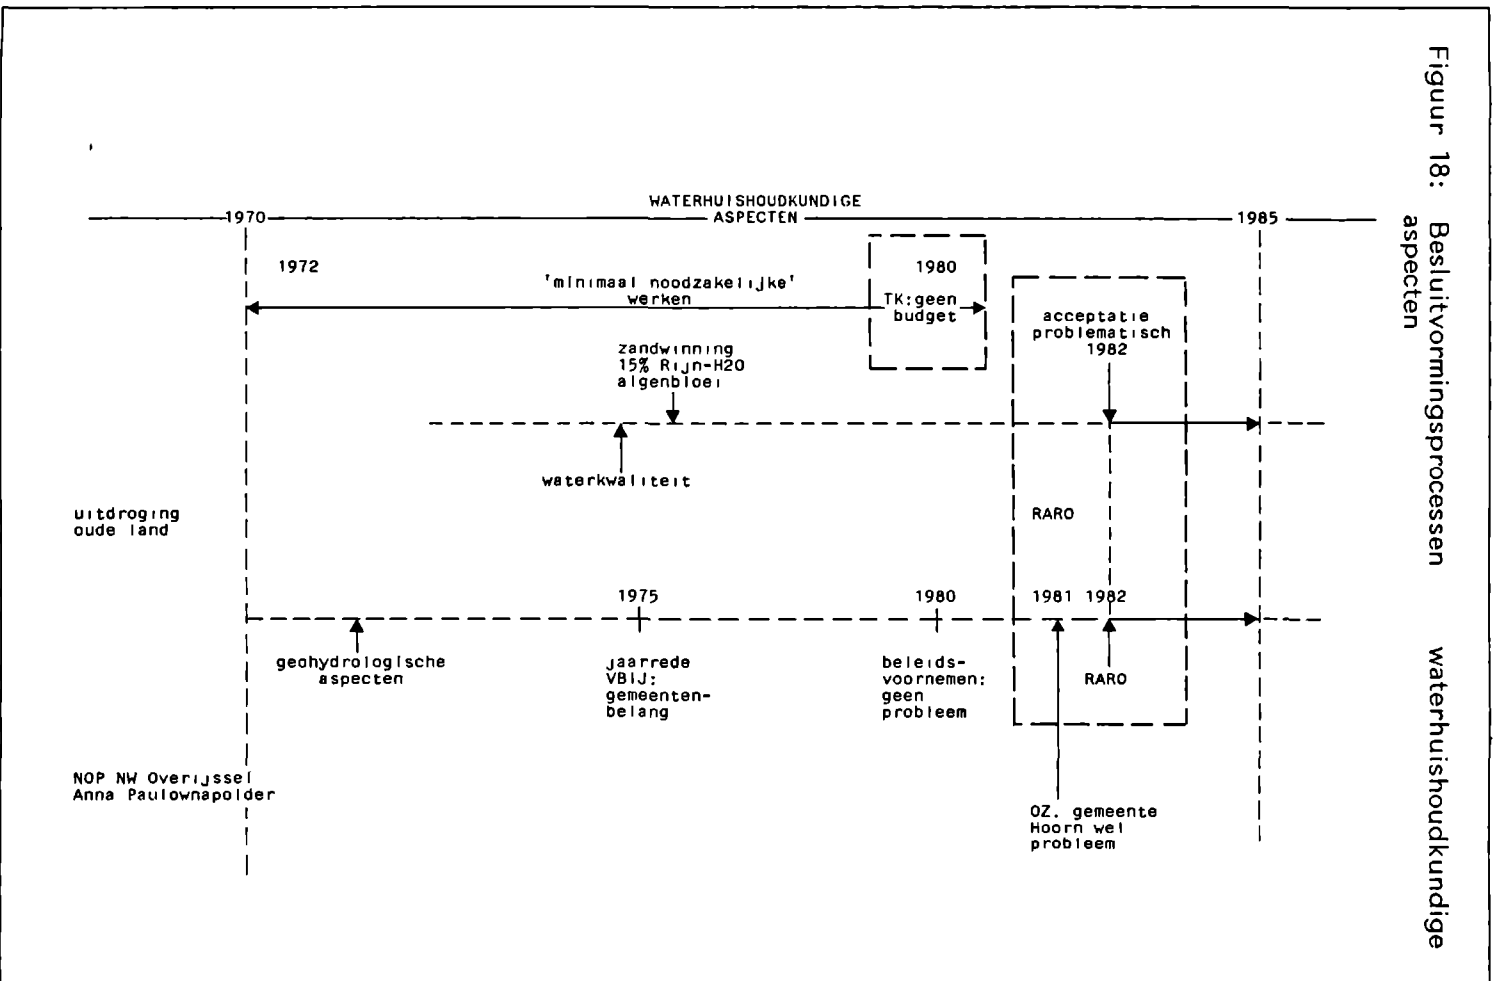 Figuur 18: Besluitvormingsprocessen waterhuishoudkundige
aspecten
WATERHUISHOUDKUNDIGE
1970 ASPECTEN 1985
1972
'minimaal noodzakelijke'
werken
1980
TK:geen
budget
acceptatie
problematisch
1982
zandwinning
15% Rijn-H2O
algenbloei
waterkwaliteit
uitdroging
oude land
RARO
1975
1980
1981 1982
geohydrologische
aspecten
jaarrede
VBIJ:
gemeenten-
belang
beleids-
voornemen:
geen
probleem
RARO
NOP NW Overijssel
Anna Paulownapolder
OZ. gemeente
Hoorn wel
probleem